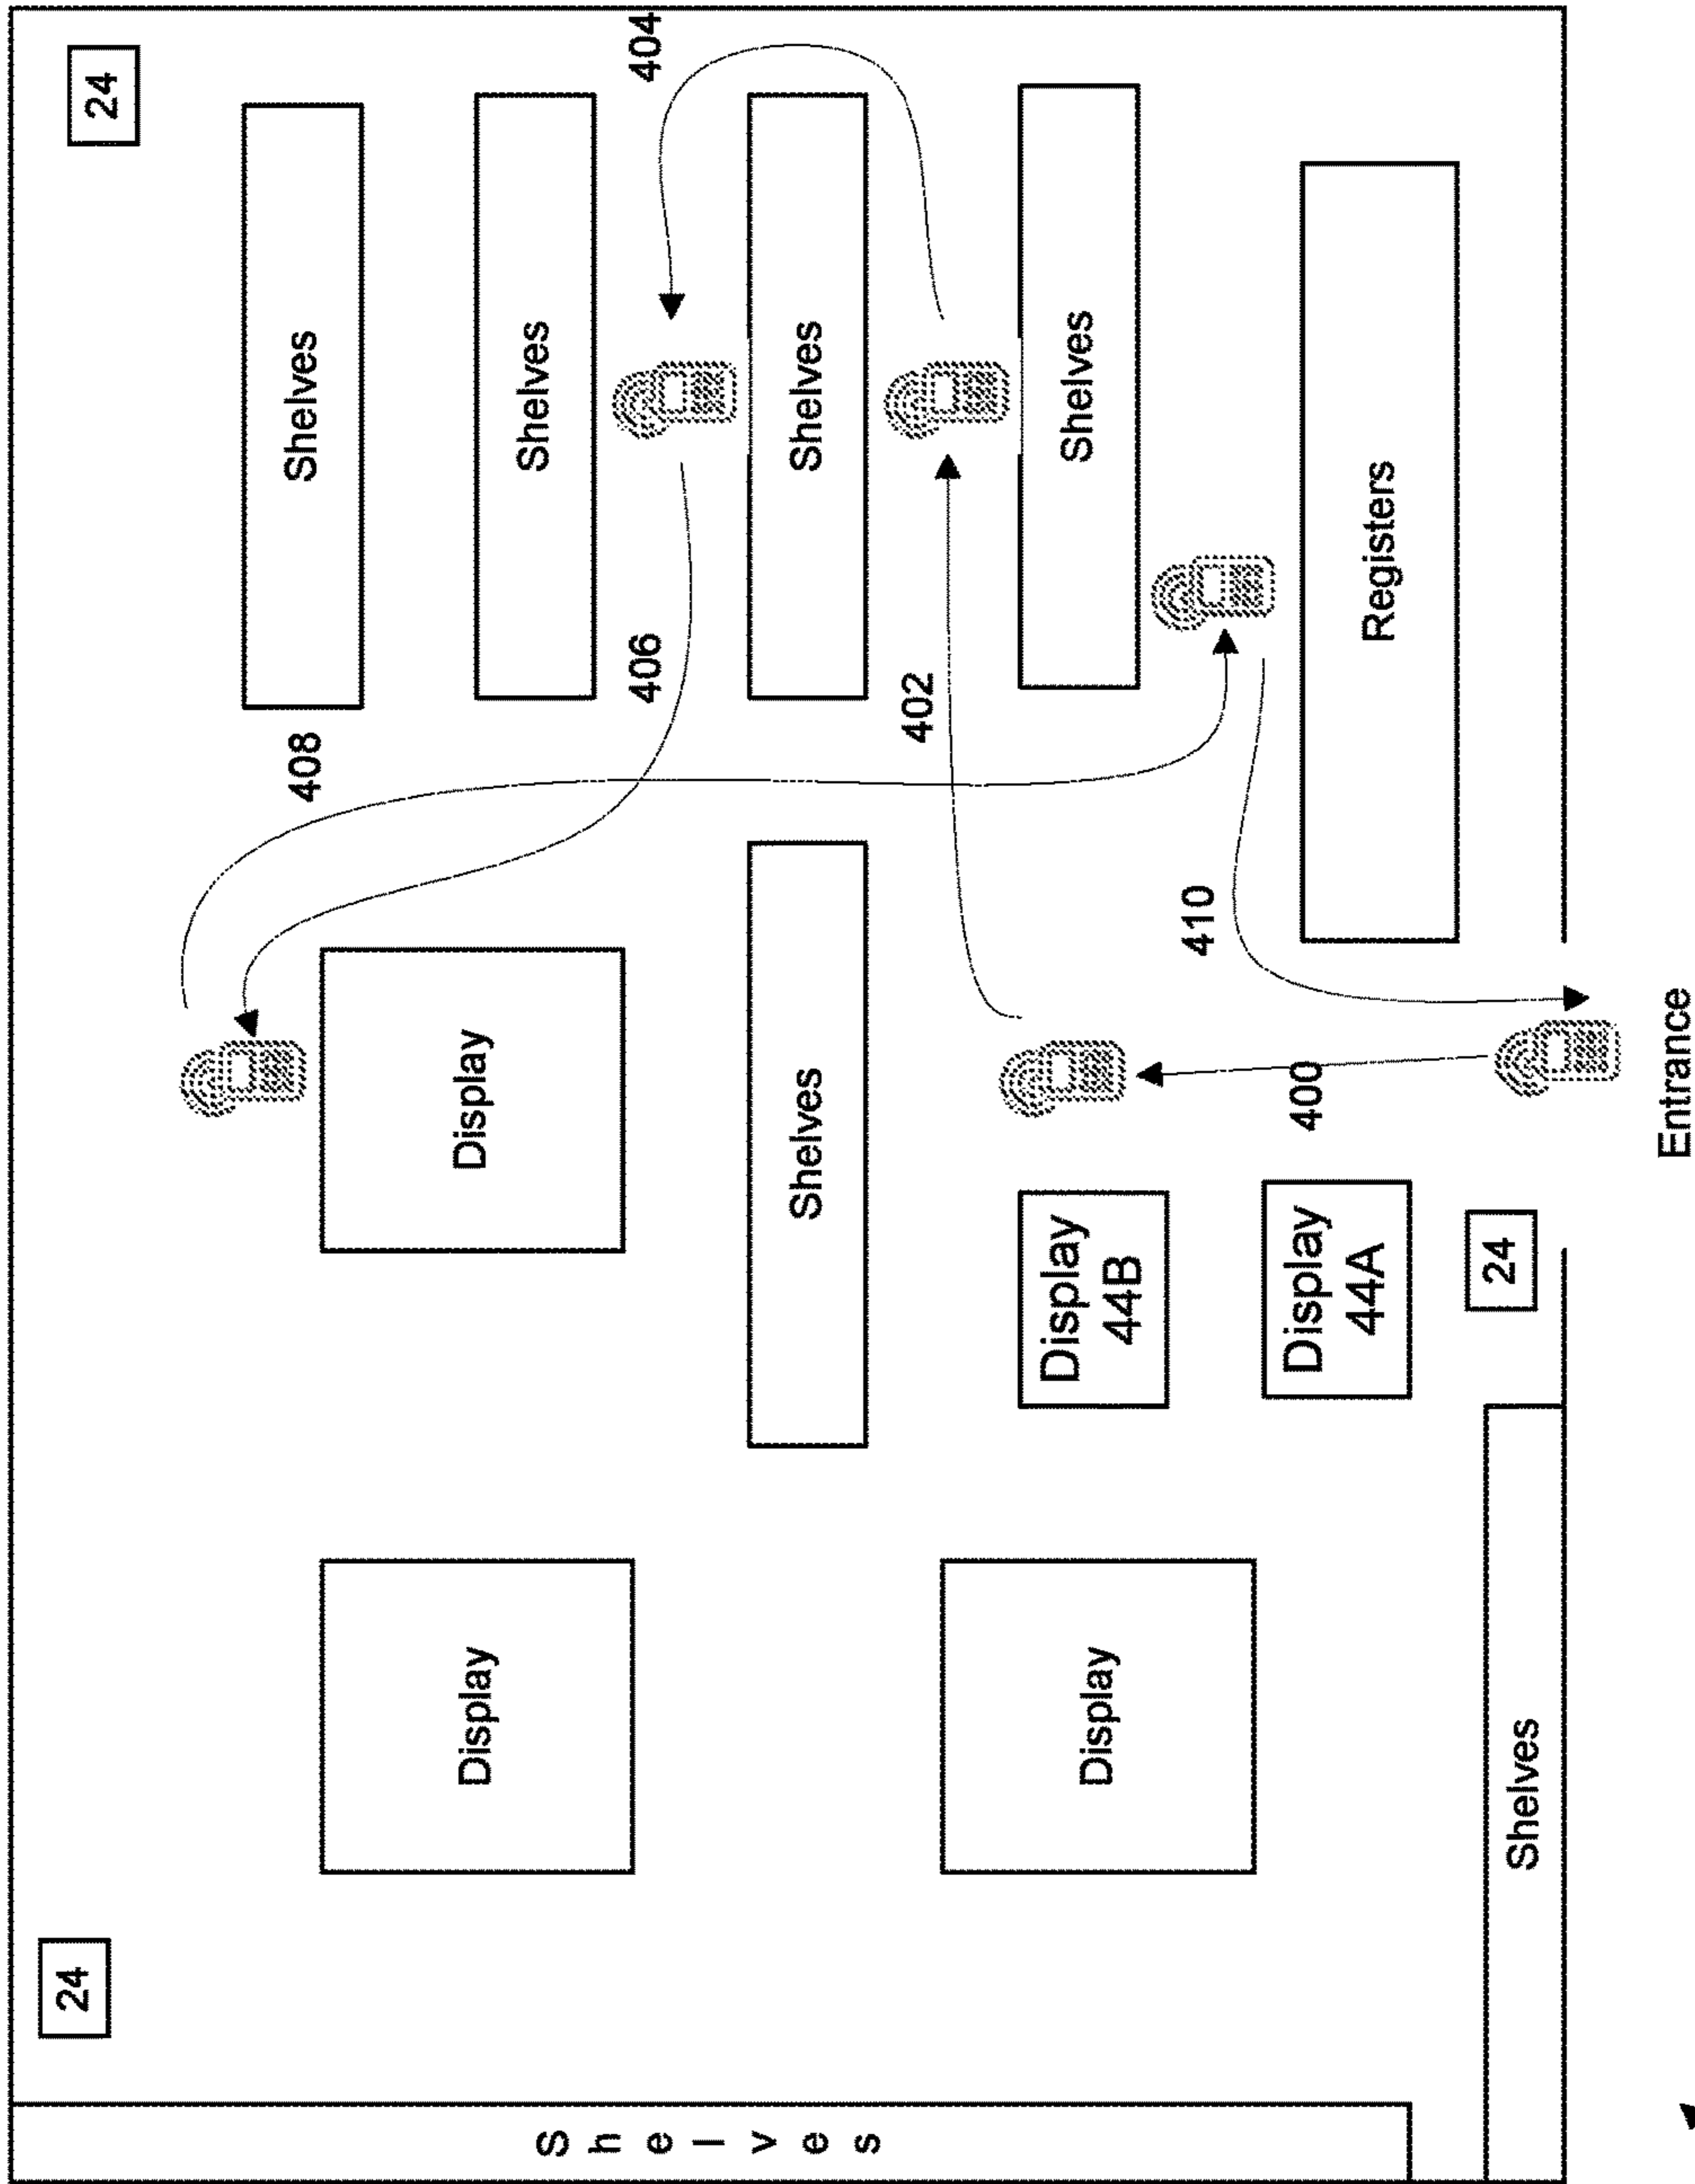 24
24
408
Shelves
Display
Display
Shelves
S
h
e
l
v
e
s
406
404
Shelves
Shelves
402
Display
Display
44B
Shelves
410
Display
44A
400
Registers
Shelves
24
Entrance